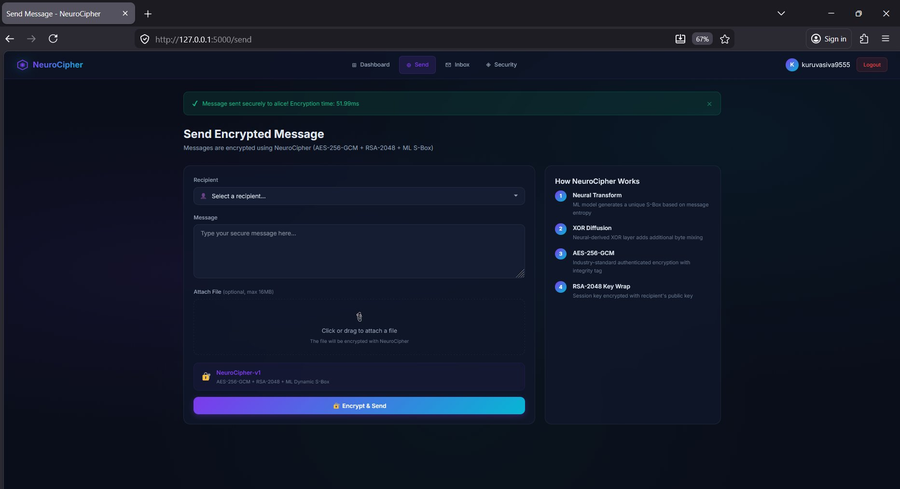 Send Message - NeuroCipher
http://127.0.0.1:5000/send
67%
Sign in
NeuroCipher
Dashboard
Send
Inbox
Security
K
kuruvasiva9555
Logout
✓ Message sent securely to alice! Encryption time: 51.99ms
Send Encrypted Message
Messages are encrypted using NeuroCipher (AES-256-GCM + RSA-2048 + ML S-Box)
Recipient
Select a recipient...
Message
Type your secure message here...
Attach File (optional, max 16MB)
Click or drag to attach a file
The file will be encrypted with NeuroCipher
NeuroCipher-v1
AES-256-GCM + RSA-2048 + ML Dynamic S-Box
Encrypt & Send
How NeuroCipher Works
1
Neural Transform
ML model generates a unique S-Box based on message
entropy
2
XOR Diffusion
Neural-derived XOR layer adds additional byte mixing
3
AES-256-GCM
Industry-standard authenticated encryption with
integrity tag
4
RSA-2048 Key Wrap
Session key encrypted with recipient's public key